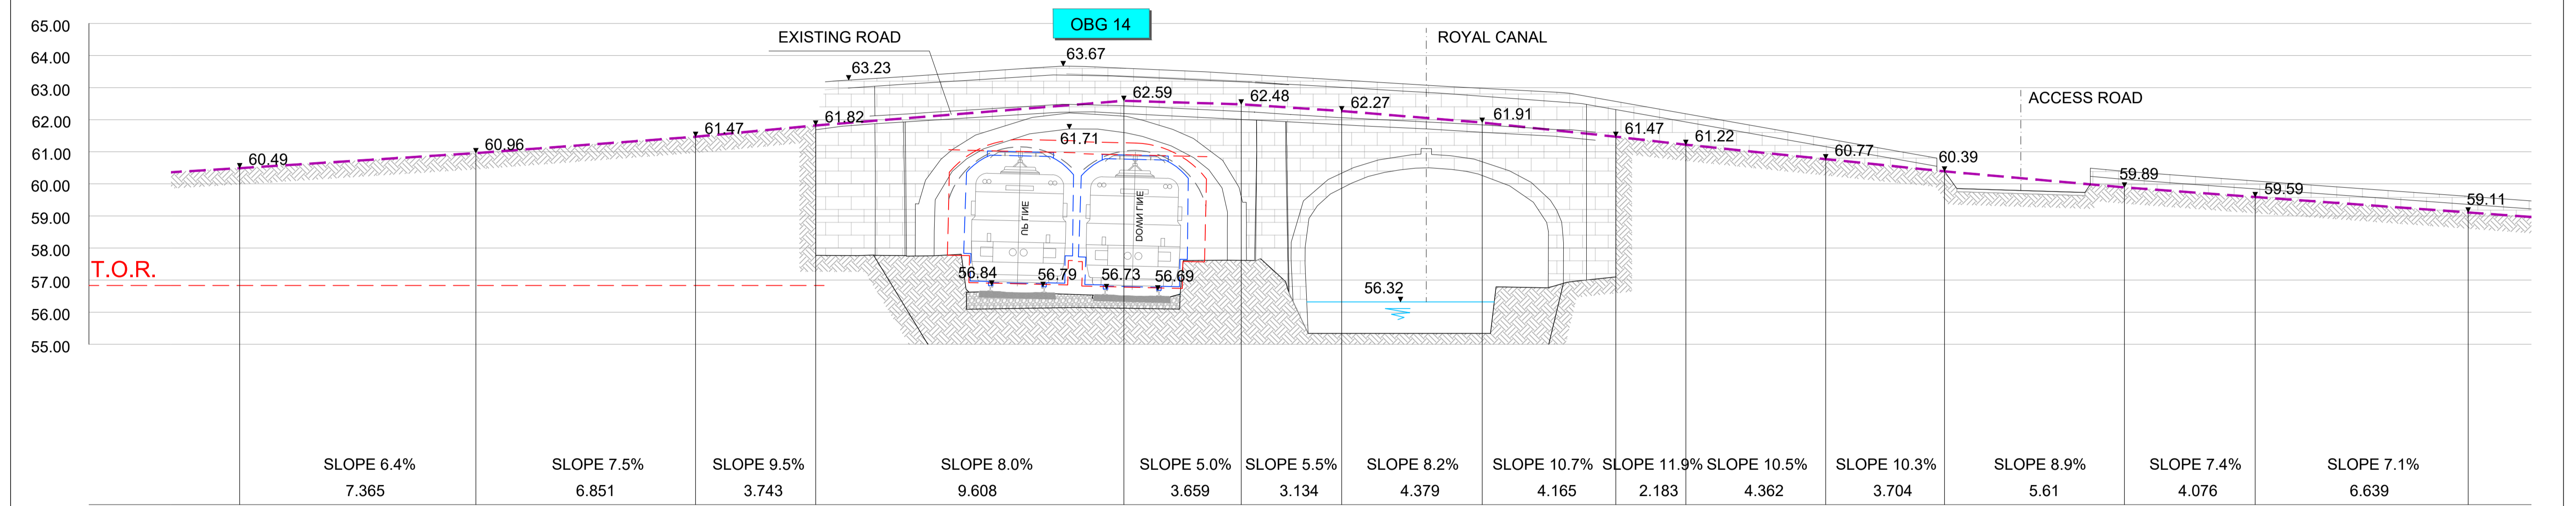 OBG 14
65.00
64.00
63.00
62.00
61.00
60.00
59.00
58.00
57.00
56.00
55.00
EXISTING ROAD
ROYAL CANAL
ACCESS ROAD
T.O.R.
63.23
63.67
60.49
60.96
61.47
61.82
62.59
62.48
62.27
61.91
61.47
61.22
60.77
60.39
59.89
59.59
59.11
61.71
UP LINE
DOWN LINE
56.84
56.79
56.73
56.69
56.32
SLOPE 6.4%
SLOPE 7.5%
SLOPE 9.5%
SLOPE 8.0%
SLOPE 5.0%
SLOPE 5.5%
SLOPE 8.2%
SLOPE 10.7%
SLOPE 11.9%
SLOPE 10.5%
SLOPE 10.3%
SLOPE 8.9%
SLOPE 7.4%
SLOPE 7.1%
7.365
6.851
3.743
9.608
3.659
3.134
4.379
4.165
2.183
4.362
3.704
5.61
4.076
6.639